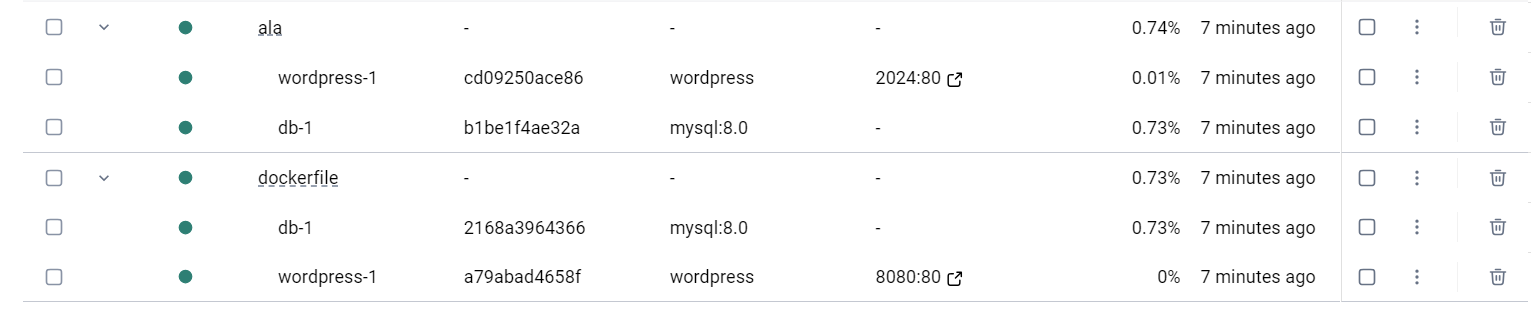 ala - - - 0.74% 7 minutes ago
wordpress-1 cd09250ace86 wordpress 2024:80 0.01% 7 minutes ago
db-1 b1be1f4ae32a mysql:8.0 - 0.73% 7 minutes ago
dockerfile - - - 0.73% 7 minutes ago
db-1 2168a3964366 mysql:8.0 - 0.73% 7 minutes ago
wordpress-1 a79abad4658f wordpress 8080:80 0% 7 minutes ago